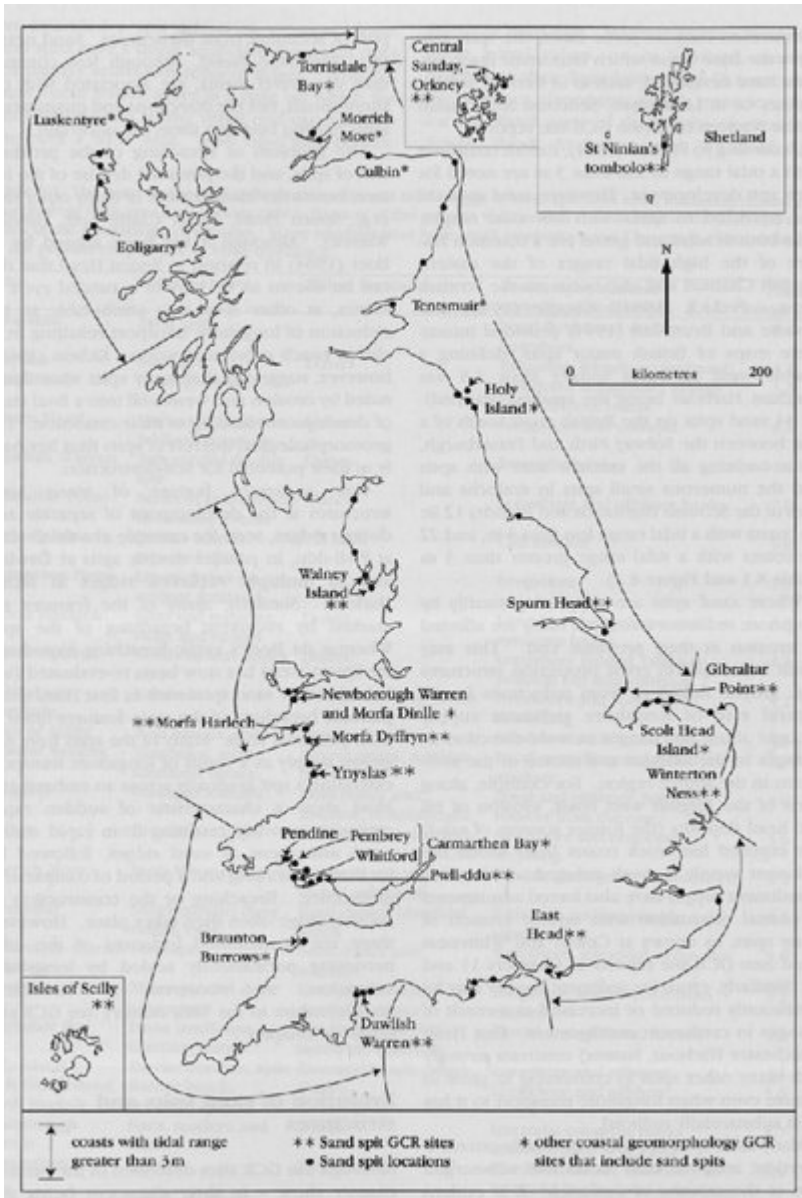 Torrisdale
Bay*
Central
Sanday,
Orkney
**
Luskentyre*
Morrich
More*
Shetland
St Ninian's
tombolo**
Culbin*
Eoligarry*
N
Tentsmuir*
0 200
kilometres
Holy
Island*
Walney
Island
**
Spurn Head**
Gibraltar
Point**
Newborough Warren
and Morfa Dinlle *
**Morfa Harlech
Scolt Head
Island*
Morfa Dyffryn**
Winterton
Ness**
Ynyslas **
Pendine
Pembrey
Carmarthen Bay*
Whitford
Pwll-ddu**
East
Head**
Braunton
Burrows*
Isles of Scilly
**
Dawlish
Warren**
coasts with tidal range
greater than 3m
** Sand spit GCR sites
• Sand spit locations
* other coastal geomorphology GCR
sites that include sand spits